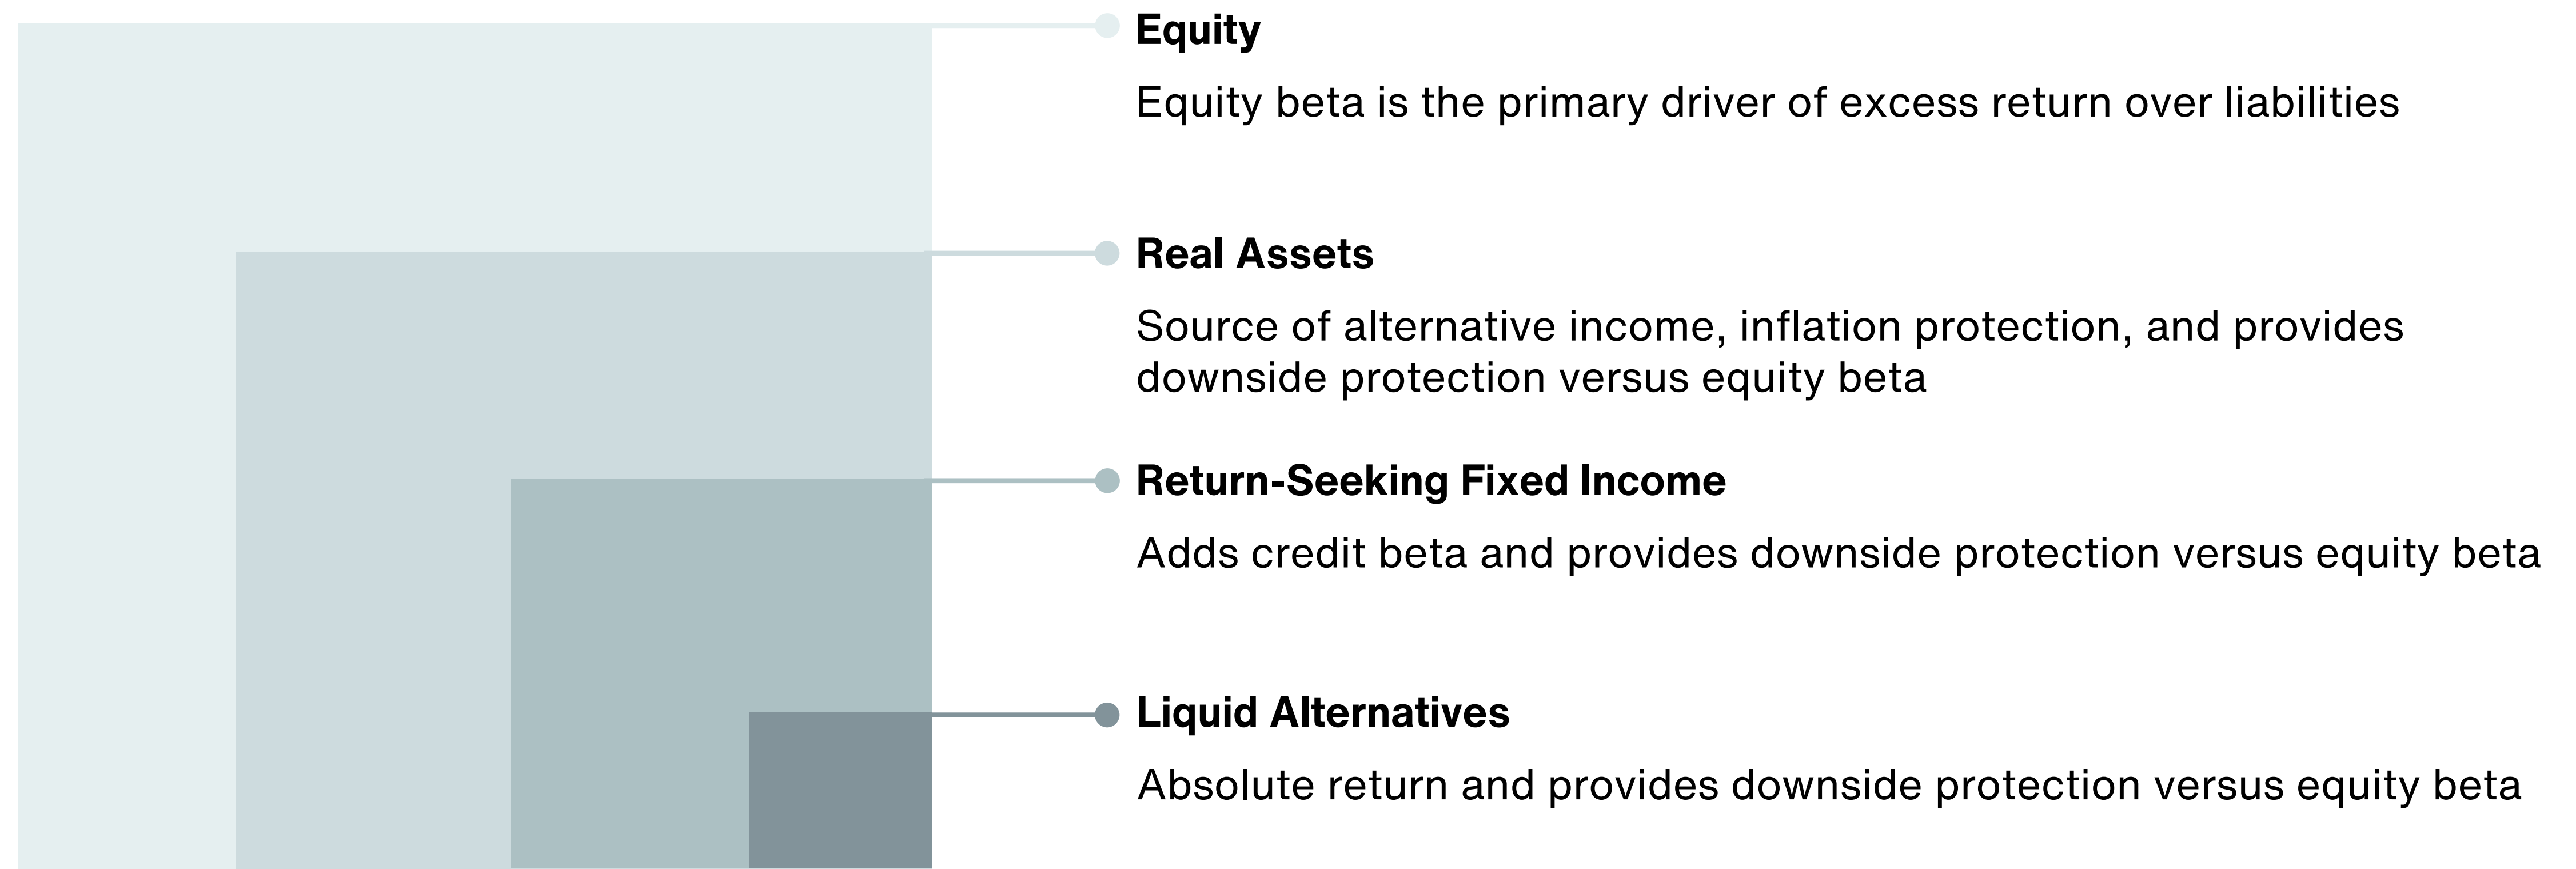 Equity
Equity beta is the primary driver of excess return over liabilities
Real Assets
Source of alternative income, inflation protection, and provides
downside protection versus equity beta
Return-Seeking Fixed Income
Adds credit beta and provides downside protection versus equity beta
Liquid Alternatives
Absolute return and provides downside protection versus equity beta